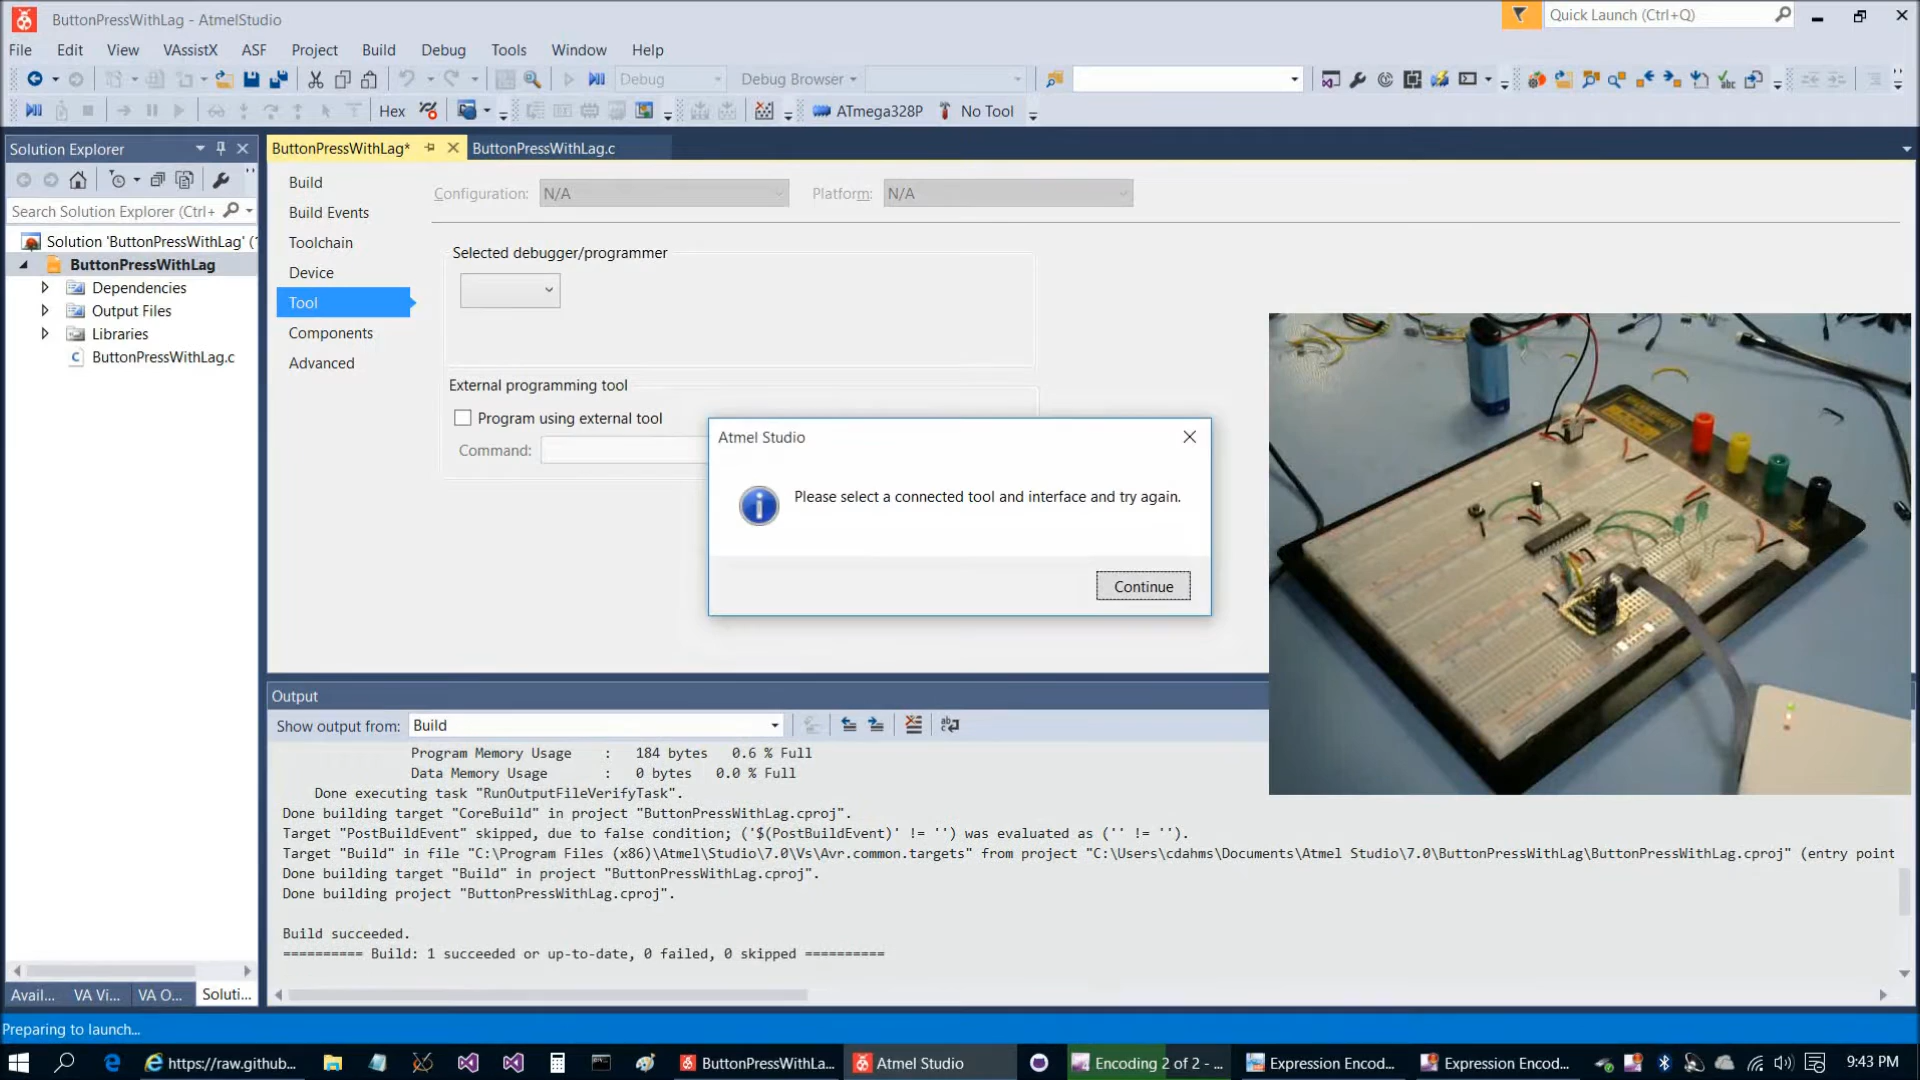 ButtonPressWithLag - AtmelStudio
Quick Launch (Ctrl+Q)
File Edit View VAssistX ASF Project Build Debug Tools Window Help
Debug Debug Browser
Hex ATmega328P No Tool
Solution Explorer
ButtonPressWithLag* ButtonPressWithLag.c
Search Solution Explorer (Ctrl+
Solution 'ButtonPressWithLag' (1
ButtonPressWithLag
Dependencies
Output Files
Libraries
ButtonPressWithLag.c
Build
Build Events
Toolchain
Device
Tool
Components
Advanced
Configuration: N/A Platform: N/A
Selected debugger/programmer
External programming tool
Program using external tool
Command:
Atmel Studio
Please select a connected tool and interface and try again.
Continue
Output
Show output from: Build
Program Memory Usage : 184 bytes 0.6 % Full
Data Memory Usage : 0 bytes 0.0 % Full
Done executing task "RunOutputFileVerifyTask".
Done building target "CoreBuild" in project "ButtonPressWithLag.cproj".
Target "PostBuildEvent" skipped, due to false condition; ('$(PostBuildEvent)' != '') was evaluated as ('' != '').
Target "Build" in file "C:\Program Files (x86)\Atmel\Studio\7.0\Vs\Avr.common.targets" from project "C:\Users\cdahms\Documents\Atmel Studio\7.0\ButtonPressWithLag\ButtonPressWithLag.cproj" (entry point
Done building target "Build" in project "ButtonPressWithLag.cproj".
Done building project "ButtonPressWithLag.cproj".
Build succeeded.
========== Build: 1 succeeded or up-to-date, 0 failed, 0 skipped ==========
Avail... VA Vi... VA O... Soluti...
Preparing to launch...
https://raw.github... ButtonPressWithLa... Atmel Studio Encoding 2 of 2 - ... Expression Encod... Expression Encod... 9:43 PM